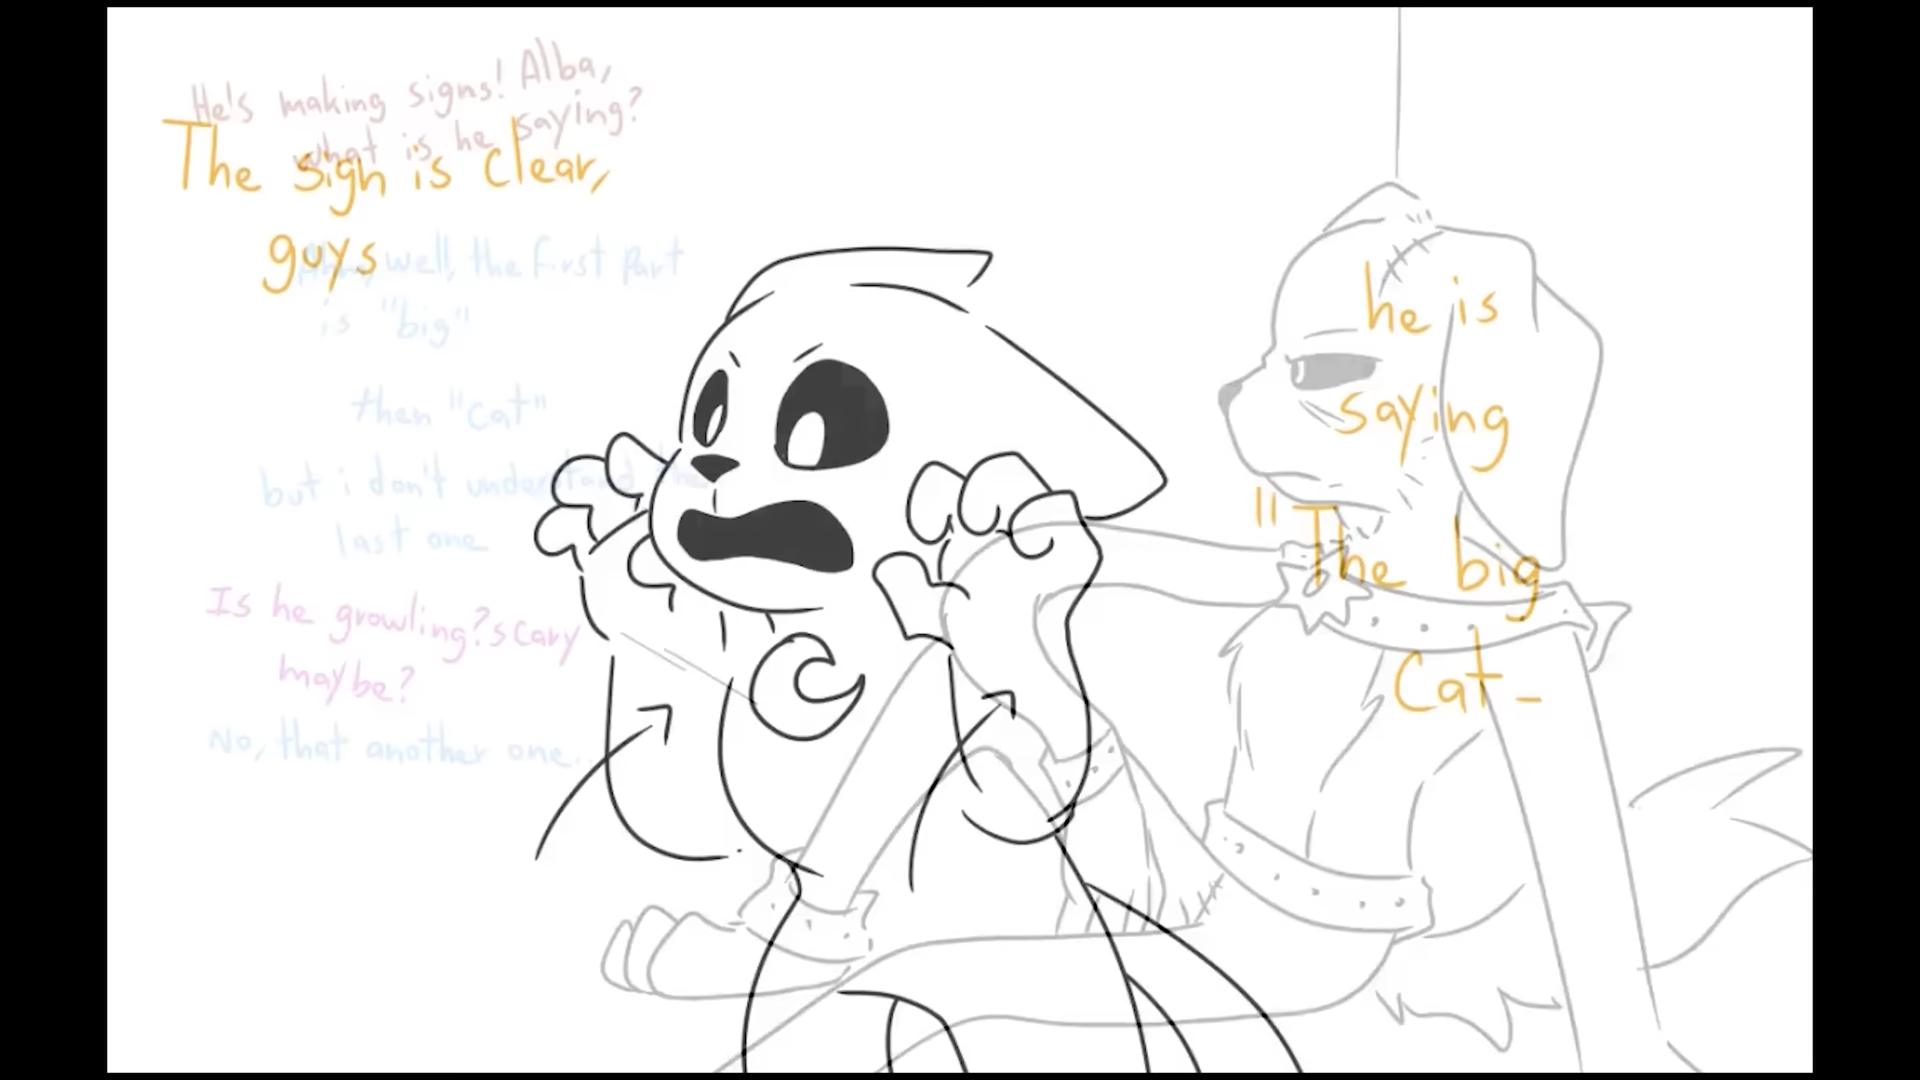 He's making signs! Alba,
what is he saying?
The sign is clear,
guys
well, the first part
is "big"
then "cat"
but i don't understand the
last one
Is he growling? scary
maybe?
No, that another one.
he is
saying
"The big
Cat-